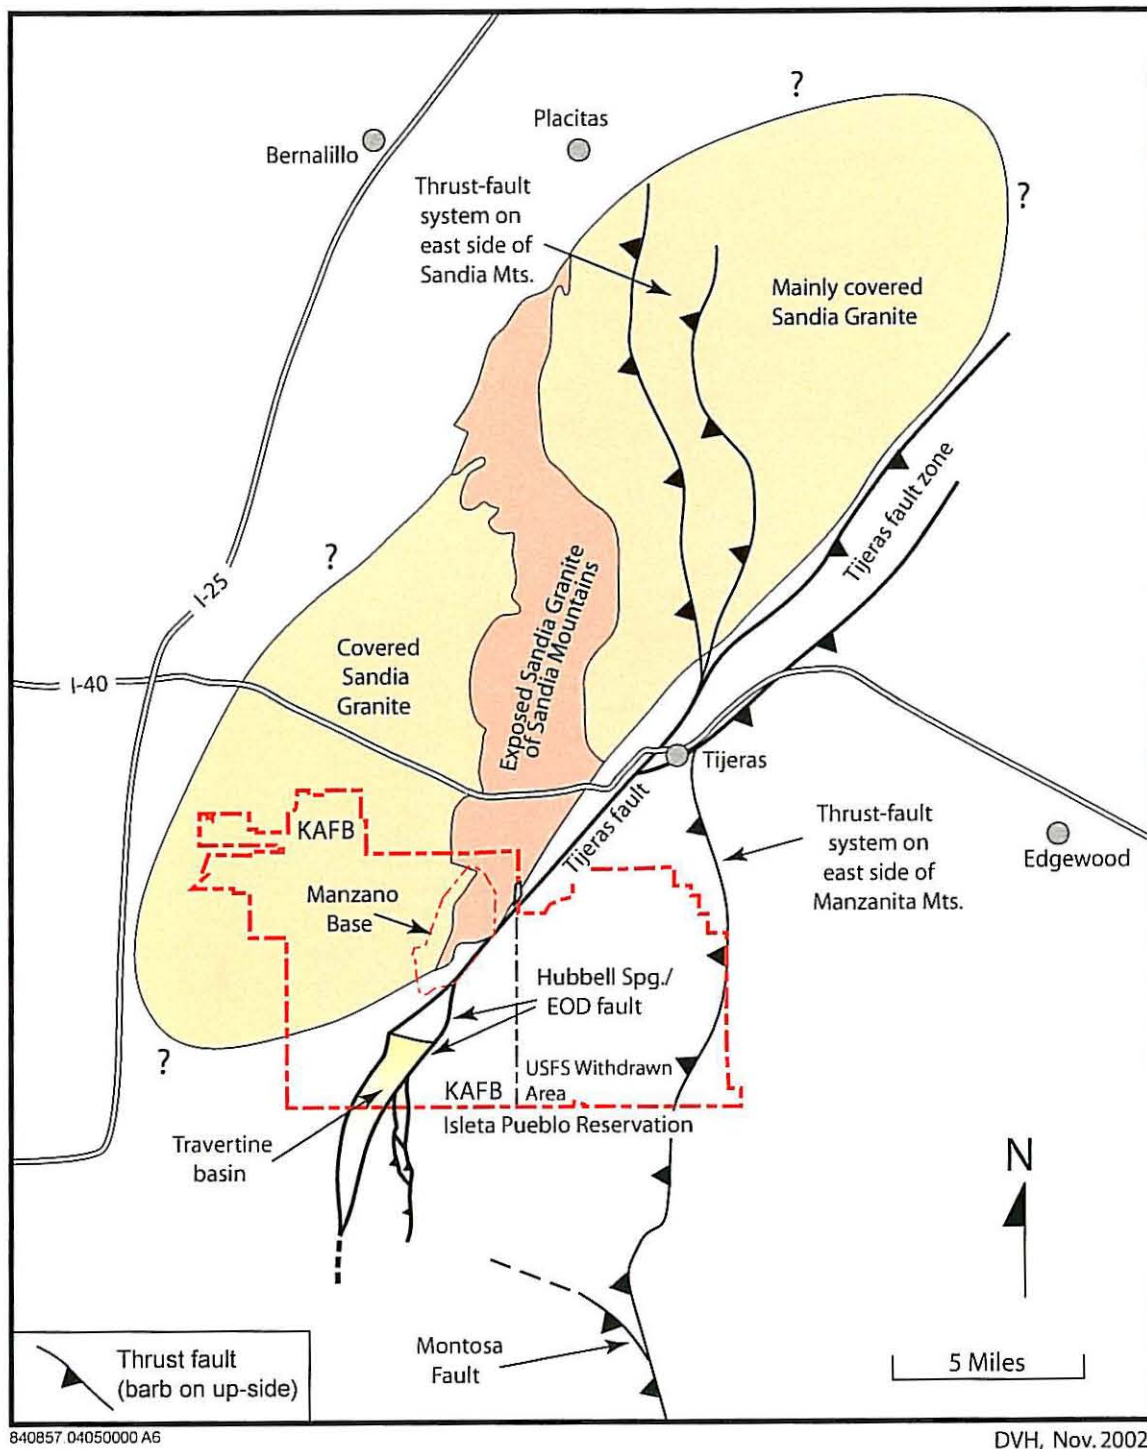 ?
Placitas
Bernalillo
Thrust-fault
system on
east side of
Sandia Mts.
?
Mainly covered
Sandia Granite
Tijeras fault zone
?
I-25
Exposed Sandia Granite
of Sandia Mountains
Covered
Sandia
Granite
I-40
Tijeras
Tijeras fault
KAFB
Thrust-fault
system on
east side of
Manzanita Mts.
Edgewood
Manzano
Base
Hubbell Spg./
EOD fault
?
USFS Withdrawn
Area
KAFB
Isleta Pueblo Reservation
Travertine
basin
N
Montosa
Fault
5 Miles
Thrust fault
(barb on up-side)
840857.04050000 A6
DVH, Nov. 2002